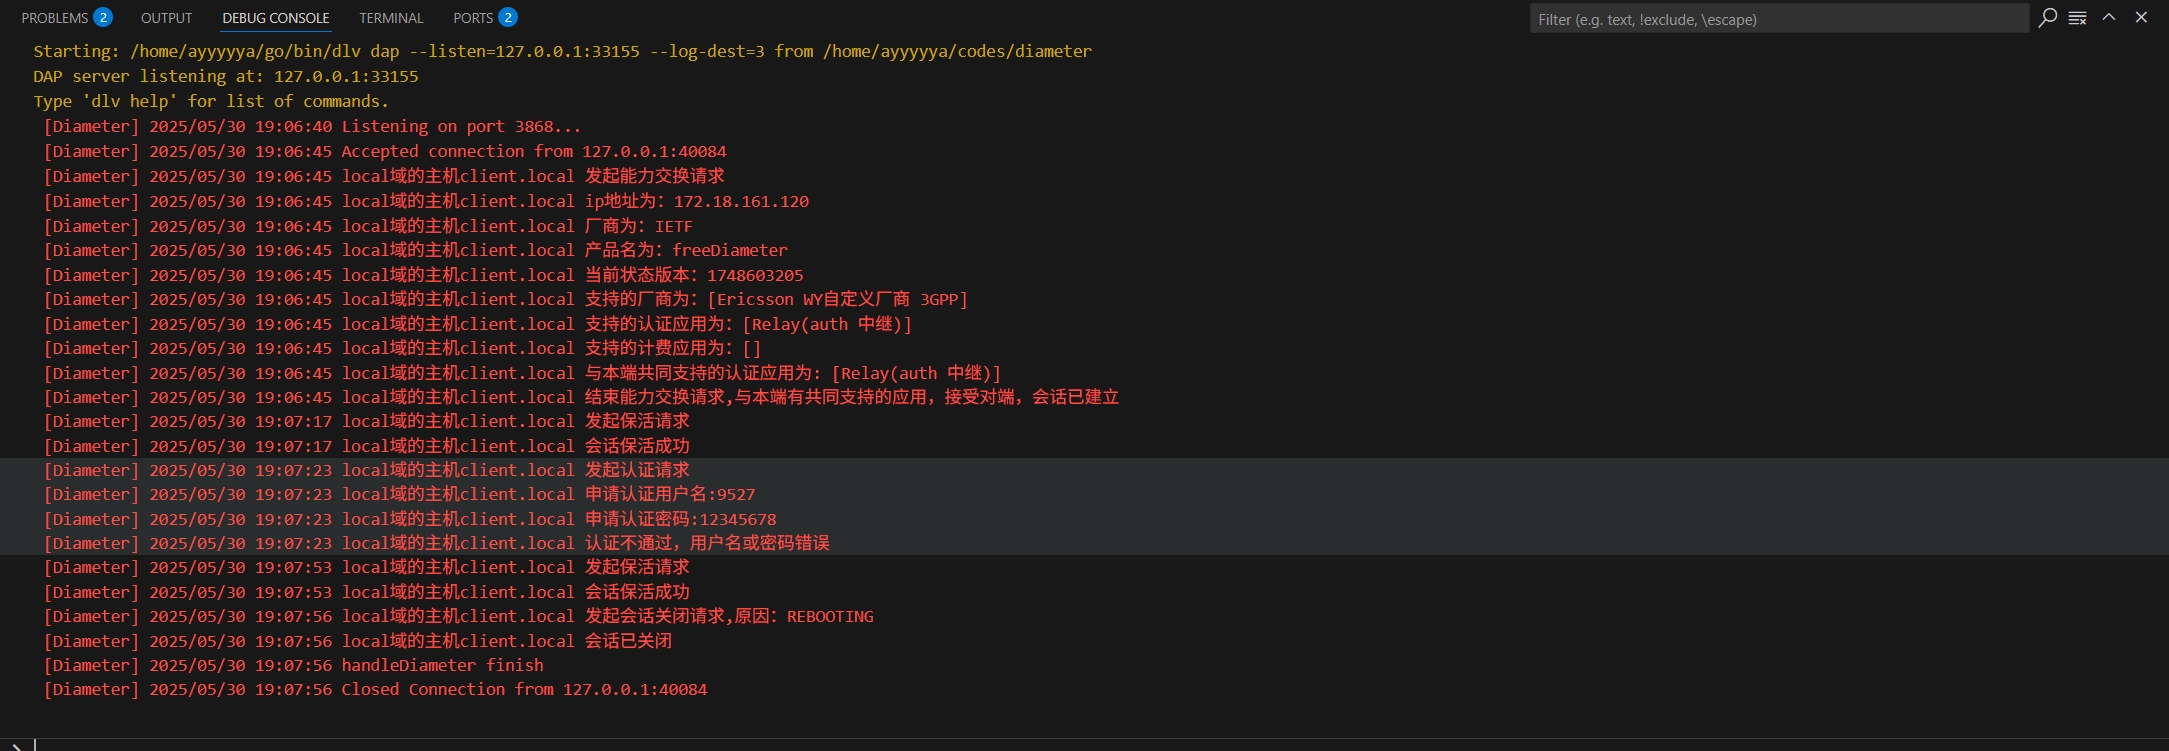 PROBLEMS 2 OUTPUT DEBUG CONSOLE TERMINAL PORTS 2 Filter (e.g. text, !exclude, \escape)
Starting: /home/ayyyyya/go/bin/dlv dap --listen=127.0.0.1:33155 --log-dest=3 from /home/ayyyyya/codes/diameter
DAP server listening at: 127.0.0.1:33155
Type 'dlv help' for list of commands.
[Diameter] 2025/05/30 19:06:40 Listening on port 3868...
[Diameter] 2025/05/30 19:06:45 Accepted connection from 127.0.0.1:40084
[Diameter] 2025/05/30 19:06:45 local域的主机client.local 发起能力交换请求
[Diameter] 2025/05/30 19:06:45 local域的主机client.local ip地址为：172.18.161.120
[Diameter] 2025/05/30 19:06:45 local域的主机client.local 厂商为：IETF
[Diameter] 2025/05/30 19:06:45 local域的主机client.local 产品名为：freeDiameter
[Diameter] 2025/05/30 19:06:45 local域的主机client.local 当前状态版本：1748603205
[Diameter] 2025/05/30 19:06:45 local域的主机client.local 支持的厂商为：[Ericsson WY自定义厂商 3GPP]
[Diameter] 2025/05/30 19:06:45 local域的主机client.local 支持的认证应用为：[Relay(auth 中继)]
[Diameter] 2025/05/30 19:06:45 local域的主机client.local 支持的计费应用为：[]
[Diameter] 2025/05/30 19:06:45 local域的主机client.local 与本端共同支持的认证应用为: [Relay(auth 中继)]
[Diameter] 2025/05/30 19:06:45 local域的主机client.local 结束能力交换请求,与本端有共同支持的应用，接受对端，会话已建立
[Diameter] 2025/05/30 19:07:17 local域的主机client.local 发起保活请求
[Diameter] 2025/05/30 19:07:17 local域的主机client.local 会话保活成功
[Diameter] 2025/05/30 19:07:23 local域的主机client.local 发起认证请求
[Diameter] 2025/05/30 19:07:23 local域的主机client.local 申请认证用户名:9527
[Diameter] 2025/05/30 19:07:23 local域的主机client.local 申请认证密码:12345678
[Diameter] 2025/05/30 19:07:23 local域的主机client.local 认证不通过，用户名或密码错误
[Diameter] 2025/05/30 19:07:53 local域的主机client.local 发起保活请求
[Diameter] 2025/05/30 19:07:53 local域的主机client.local 会话保活成功
[Diameter] 2025/05/30 19:07:56 local域的主机client.local 发起会话关闭请求,原因：REBOOTING
[Diameter] 2025/05/30 19:07:56 local域的主机client.local 会话已关闭
[Diameter] 2025/05/30 19:07:56 handleDiameter finish
[Diameter] 2025/05/30 19:07:56 Closed Connection from 127.0.0.1:40084